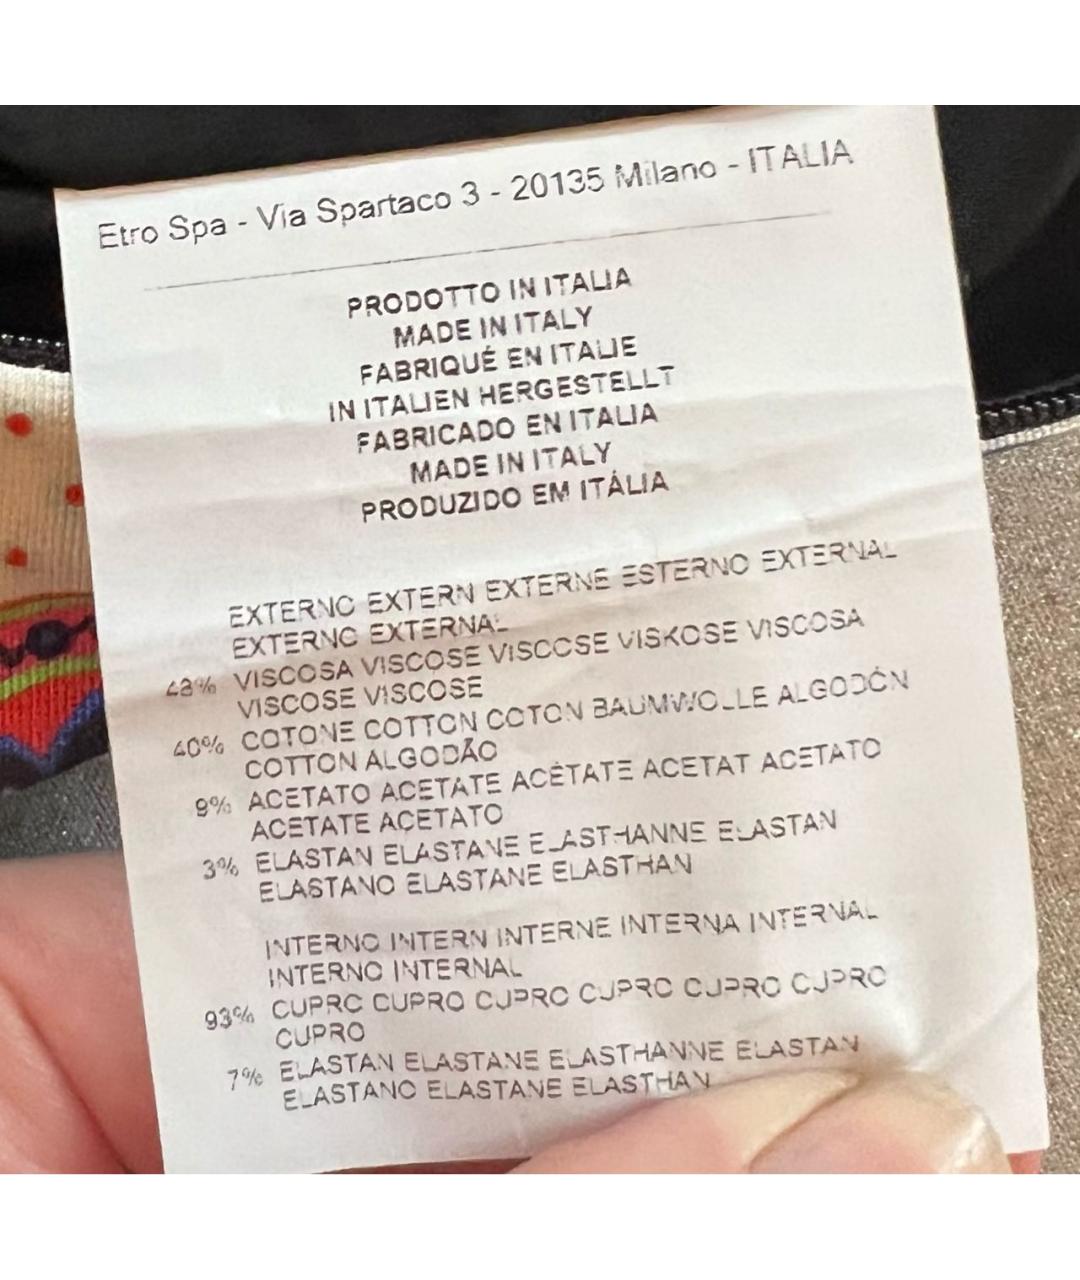 Etro Spa - Via Spartaco 3 - 20135 Milano - ITALIA
PRODOTTO IN ITALIA
MADE IN ITALY
FABRIQUÉ EN ITALIE
IN ITALIEN HERGESTELLT
FABRICADO EN ITALIA
MADE IN ITALY
PRODUZIDO EM ITÁLIA
EXTERNO EXTERN EXTERNE ESTERNO EXTERNAL
EXTERNO EXTERNAL
48% VISCOSA VISCOSE VISCOSE VISKOSE VISCOSA
VISCOSE VISCOSE
40% COTONE COTTON COTON BAUMWOLLE ALGODÓN
COTTON ALGODÃO
9% ACETATO ACETATE ACÉTATE ACETAT ACETATO
ACETATE ACETATO
3% ELASTAN ELASTANE ELASTHANNE ELASTAN
ELASTANO ELASTANE ELASTHAN
INTERNO INTERN INTERNE INTERNA INTERNAL
INTERNO INTERNAL
93% CUPRO CUPRO CUPRO CUPRO CUPRO CUPRO
CUPRO
7% ELASTAN ELASTANE ELASTHANNE ELASTAN
ELASTANO ELASTANE ELASTHAN